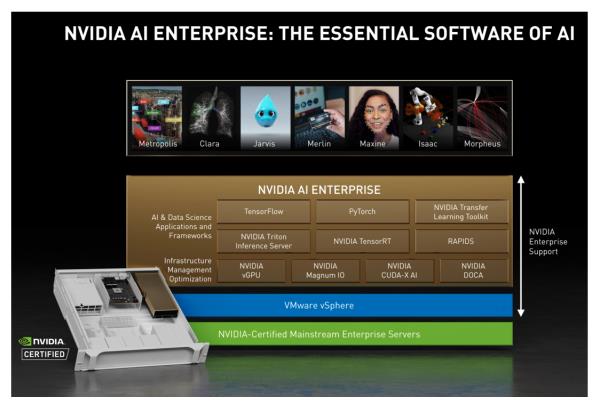 NVIDIA AI ENTERPRISE: THE ESSENTIAL SOFTWARE OF AI
Metropolis
Clara
Jarvis
Merlin
Maxine
Isaac
Morpheus
NVIDIA AI ENTERPRISE
AI & Data Science
Applications and
Frameworks
TensorFlow
PyTorch
NVIDIA Transfer
Learning Toolkit
NVIDIA Triton
Inference Server
NVIDIA TensorRT
RAPIDS
Infrastructure
Management
Optimization
NVIDIA
vGPU
NVIDIA
Magnum IO
NVIDIA
CUDA-X AI
NVIDIA
DOCA
NVIDIA
Enterprise
Support
VMware vSphere
NVIDIA-Certified Mainstream Enterprise Servers
NVIDIA.
CERTIFIED